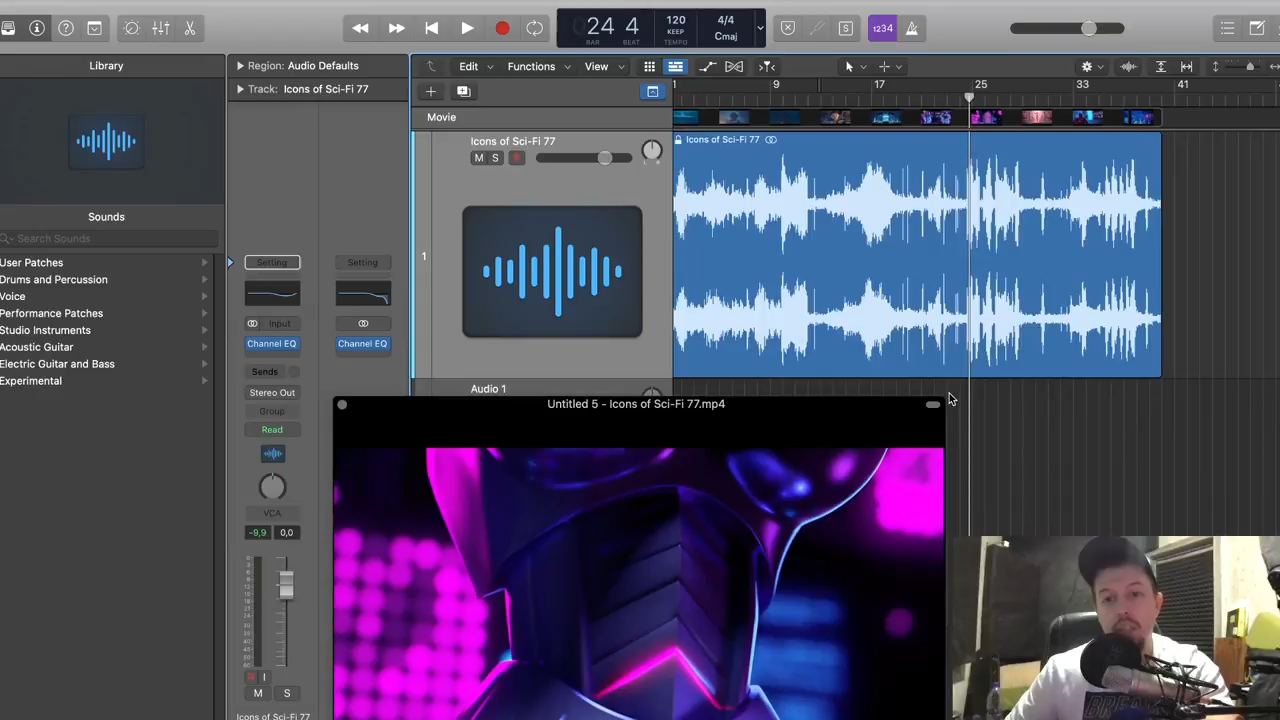 24 4
120
4/4
BAR
BEAT
KEEP
TEMPO
Cmaj
S
1234
Library
Region: Audio Defaults
Track: Icons of Sci-Fi 77
Edit
Functions
View
1
9
17
25
33
41
Movie
Icons of Sci-Fi 77
M S
Icons of Sci-Fi 77
1
Sounds
Search Sounds
User Patches
Drums and Percussion
Voice
Performance Patches
Studio Instruments
Acoustic Guitar
Electric Guitar and Bass
Experimental
Setting
Setting
Input
Channel EQ
Channel EQ
Sends
Stereo Out
Group
Read
VCA
-9,9
0,0
I
M
S
Icons of Sci-Fi 77
Audio 1
Untitled 5 - Icons of Sci-Fi 77.mp4